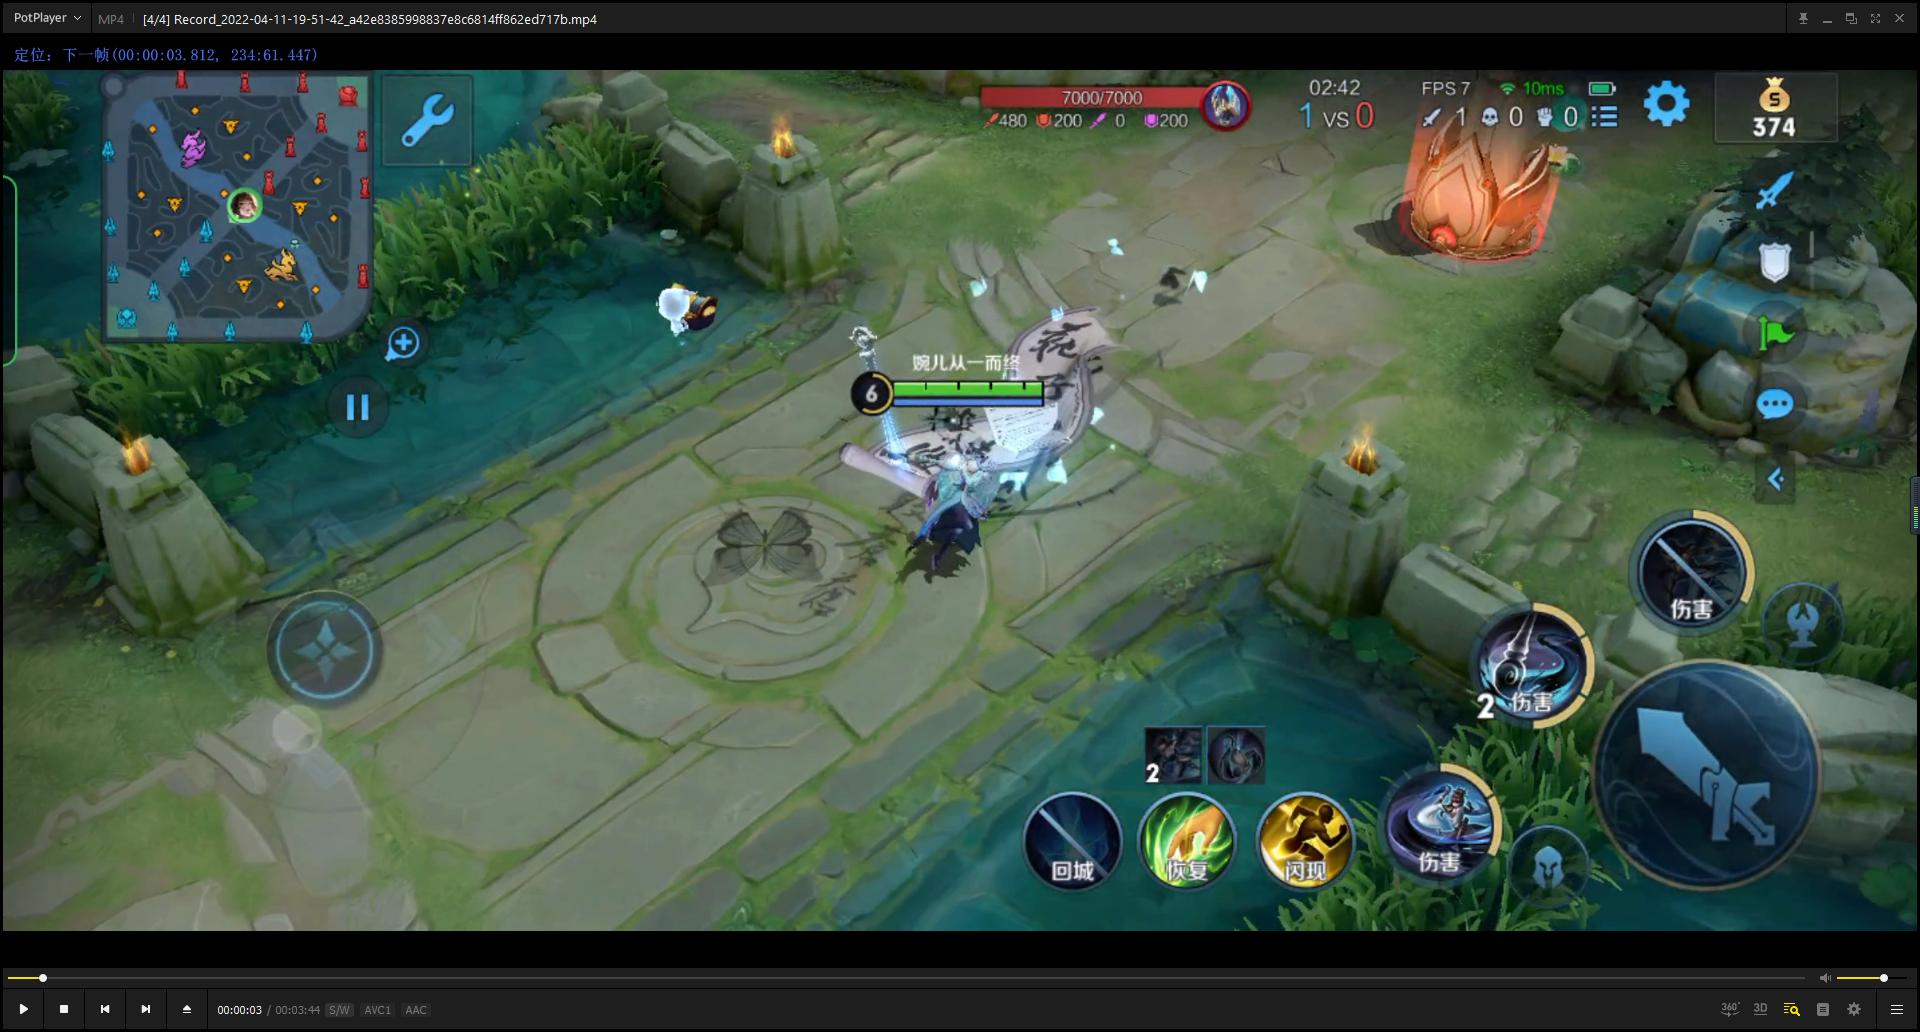 PotPlayer MP4 [4/4] Record_2022-04-11-19-51-42_a42e8385998837e8c6814ff862ed717b.mp4
定位: 下一帧(00:00:03.812, 234:61.447)
7000/7000
480 200 0 200
02:42
1 VS 0
FPS 7 10ms
1 0 0
374
婉儿从一而终
6
伤害
2 伤害
2
回城 恢复 闪现 伤害
00:00:03 / 00:03:44 S/W AVC1 AAC
360° 3D